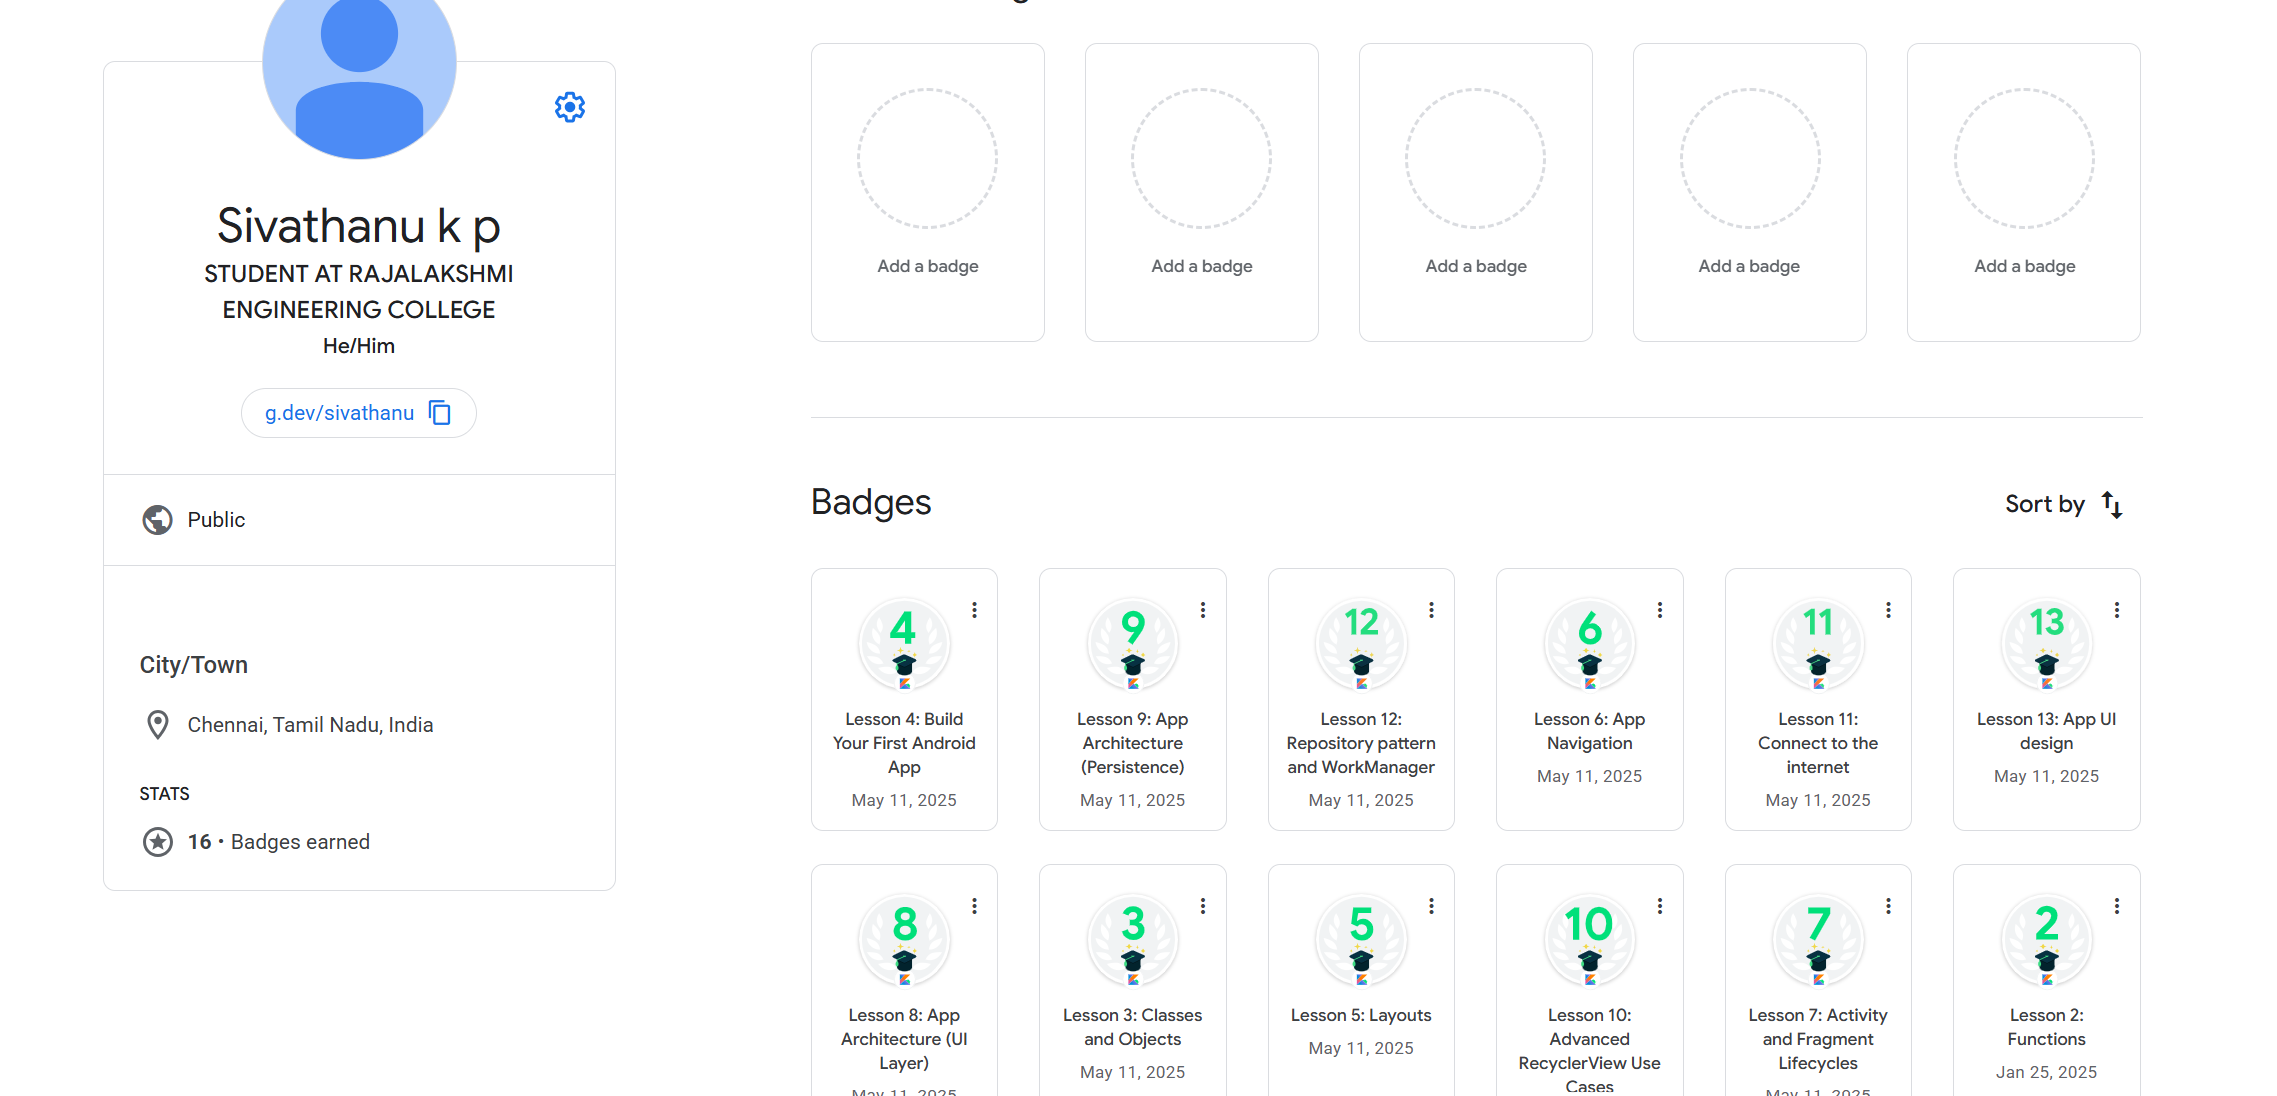 Sivathanu k p
STUDENT AT RAJALAKSHMI
ENGINEERING COLLEGE
He/Him
g.dev/sivathanu
Public
City/Town
Chennai, Tamil Nadu, India
STATS
16 • Badges earned
Add a badge
Add a badge
Add a badge
Add a badge
Add a badge
Badges
Sort by
4
Lesson 4: Build
Your First Android
App
May 11, 2025
9
Lesson 9: App
Architecture
(Persistence)
May 11, 2025
12
Lesson 12:
Repository pattern
and WorkManager
May 11, 2025
6
Lesson 6: App
Navigation
May 11, 2025
11
Lesson 11:
Connect to the
internet
May 11, 2025
13
Lesson 13: App UI
design
May 11, 2025
8
Lesson 8: App
Architecture (UI
Layer)
May 11, 2025
3
Lesson 3: Classes
and Objects
May 11, 2025
5
Lesson 5: Layouts
May 11, 2025
10
Lesson 10:
Advanced
RecyclerView Use
Cases
7
Lesson 7: Activity
and Fragment
Lifecycles
May 11, 2025
2
Lesson 2:
Functions
Jan 25, 2025